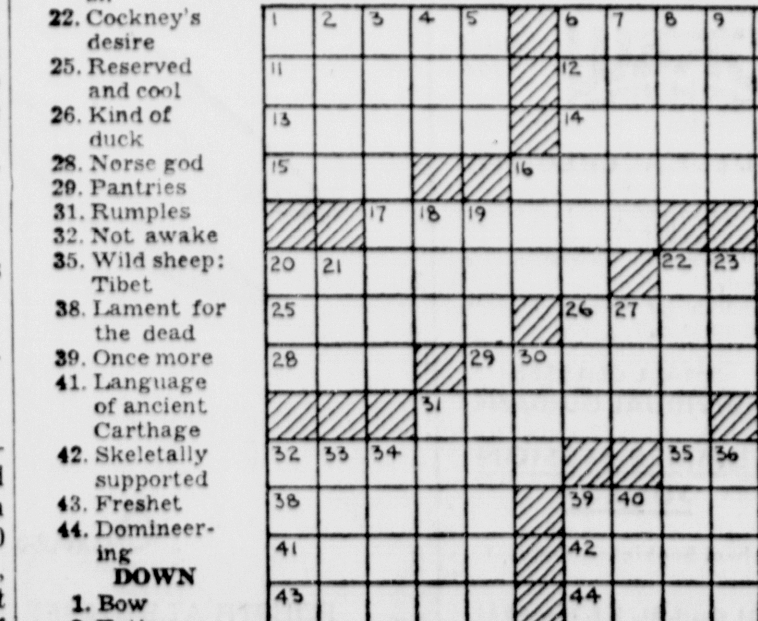 22. Cockney's
desire
25. Reserved
and cool
26. Kind of
duck
28. Norse god
29. Pantries
31. Rumples
32. Not awake
35. Wild sheep:
Tibet
38. Lament for
the dead
39. Once more
41. Language
of ancient
Carthage
42. Skeletally
supported
43. Freshet
44. Domineer-
ing
DOWN
1. Bow
1 2 3 4 5 6 7 8 9
11 12
13 14
15 16
17 18 19
20 21 22 23
25 26 27
28 29 30
31
32 33 34 35 36
38 39 40
41 42
43 44